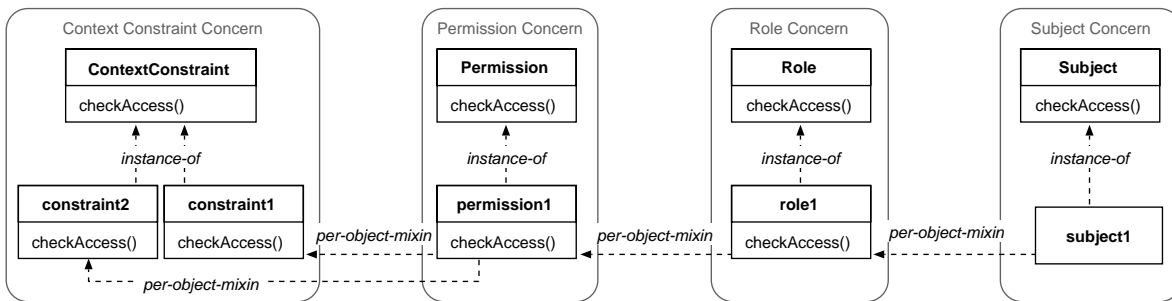 Context Constraint Concern
Permission Concern
Role Concern
Subject Concern
ContextConstraint
Permission
Role
Subject
checkAccess()
checkAccess()
checkAccess()
checkAccess()
instance-of
instance-of
instance-of
instance-of
constraint2
constraint1
permission1
role1
subject1
checkAccess()
checkAccess()
checkAccess()
checkAccess()
per-object-mixin
per-object-mixin
per-object-mixin
per-object-mixin